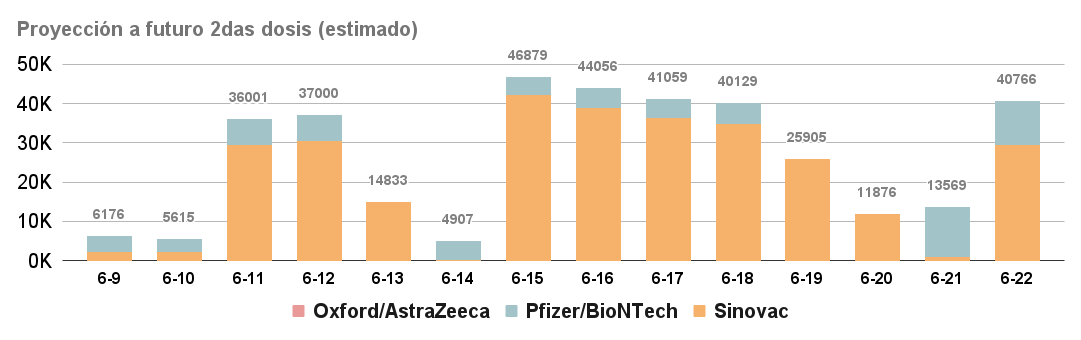 Proyección a futuro 2das dosis (estimado)
50K
40K
30K
20K
10K
0K
6176
5615
36001
37000
14833
4907
46879
44056
41059
40129
25905
11876
13569
40766
6-9
6-10
6-11
6-12
6-13
6-14
6-15
6-16
6-17
6-18
6-19
6-20
6-21
6-22
Oxford/AstraZeeca
Pfizer/BioNTech
Sinovac